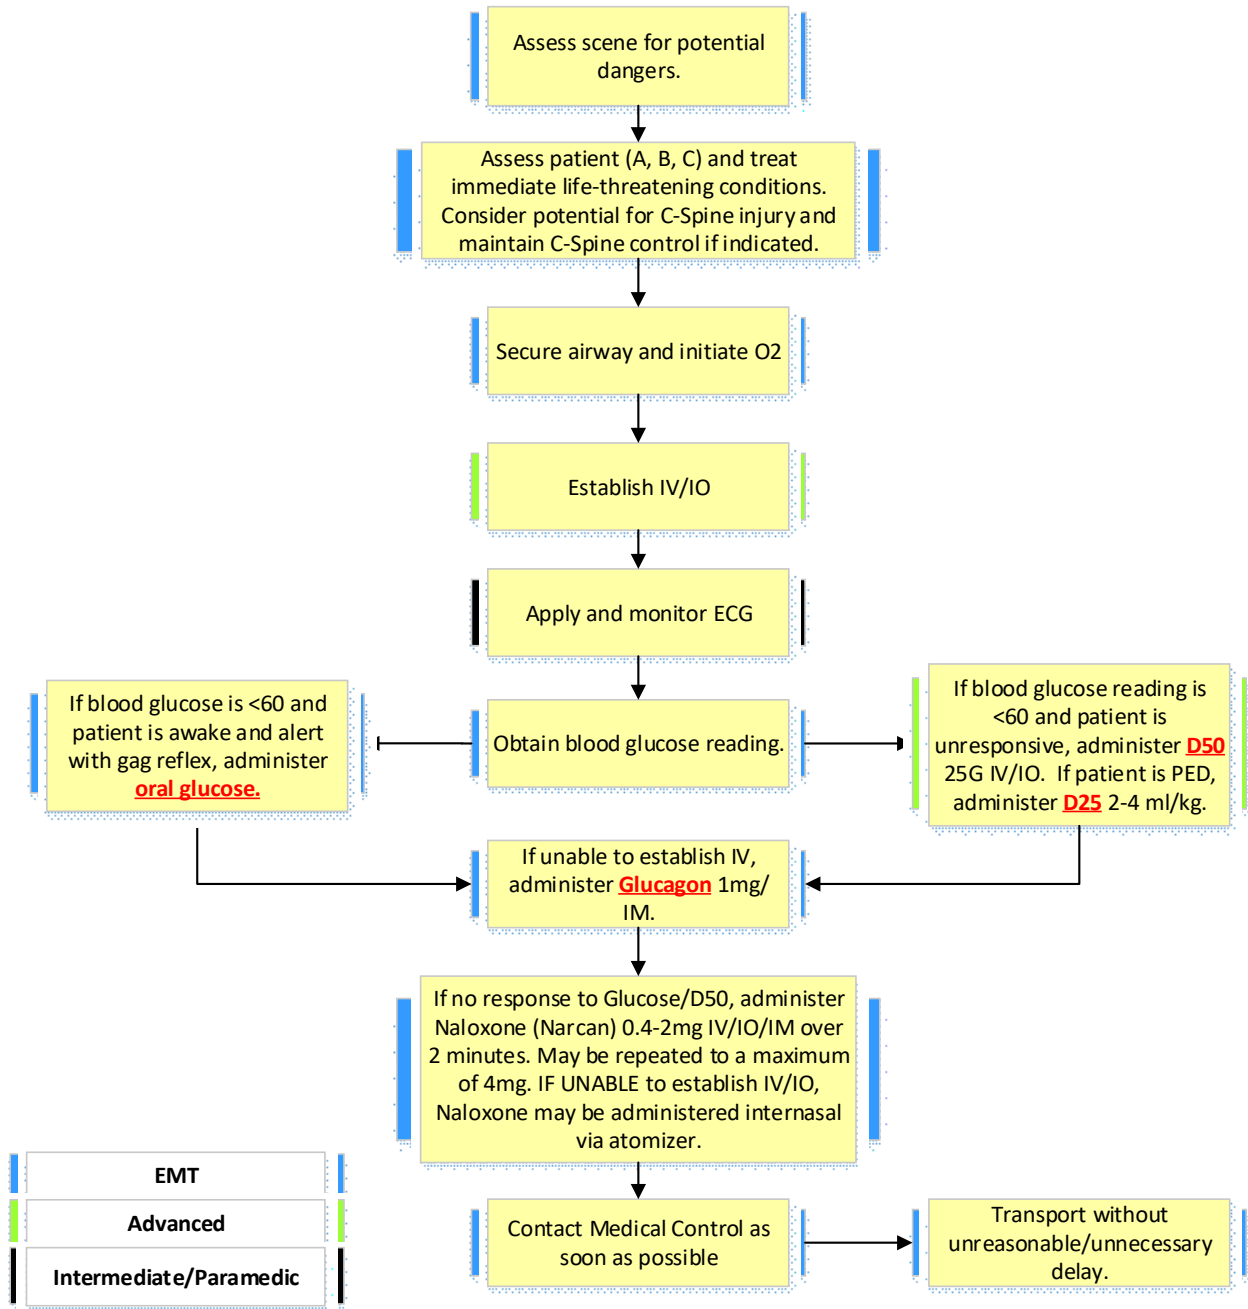 Assess scene for potential
dangers.
Assess patient (A, B, C) and treat
immediate life-threatening conditions.
Consider potential for C-Spine injury and
maintain C-Spine control if indicated.
Secure airway and initiate O2
Establish IV/IO
Apply and monitor ECG
If blood glucose is <60 and
patient is awake and alert
with gag reflex, administer
oral glucose.
Obtain blood glucose reading.
If blood glucose reading is
<60 and patient is
unresponsive, administer D50
25G IV/IO.  If patient is PED,
administer D25 2-4 ml/kg.
If unable to establish IV,
administer Glucagon 1mg/
IM.
If no response to Glucose/D50, administer
Naloxone (Narcan) 0.4-2mg IV/IO/IM over
2 minutes. May be repeated to a maximum
of 4mg. IF UNABLE to establish IV/IO,
Naloxone may be administered internasal
via atomizer.
EMT
Advanced
Intermediate/Paramedic
Contact Medical Control as
soon as possible
Transport without
unreasonable/unnecessary
delay.